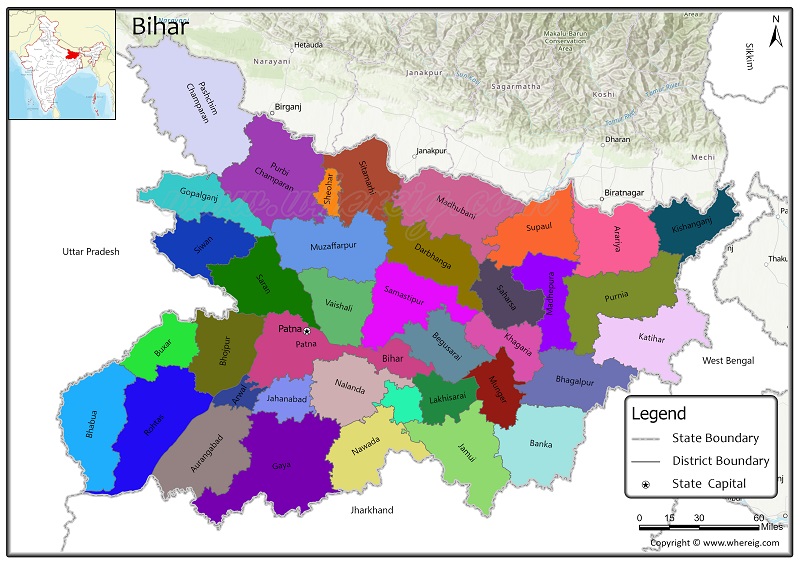 Bihar
Narayani
Hetauda
Makalu-Barun
Conservation
Area
Sikkim
N
Narayani
Janakpur
Sagarmatha
Koshi
Pashchim
Champaran
Birganj
Dharan
Janakpur
Mechi
Purbi
Champaran
Sheohar
Sitamarhi
Biratnagar
Gopalganj
Madhubani
Supaul
Araria
Kishanganj
Uttar Pradesh
Siwan
Muzaffarpur
Darbhanga
Saran
Vaishali
Samastipur
Saharsa
Madhepura
Purnia
Patna
Patna
Bihar
Begusarai
Khagaria
Katihar
West Bengal
Buxar
Bhojpur
Bhabua
Rohtas
Arwal
Jahanabad
Nalanda
Lakhisarai
Munger
Bhagalpur
Aurangabad
Gaya
Nawada
Jamui
Banka
Jharkhand
Legend
State Boundary
District Boundary
State Capital
0 15 30 60
Miles
Copyright © www.whereig.com